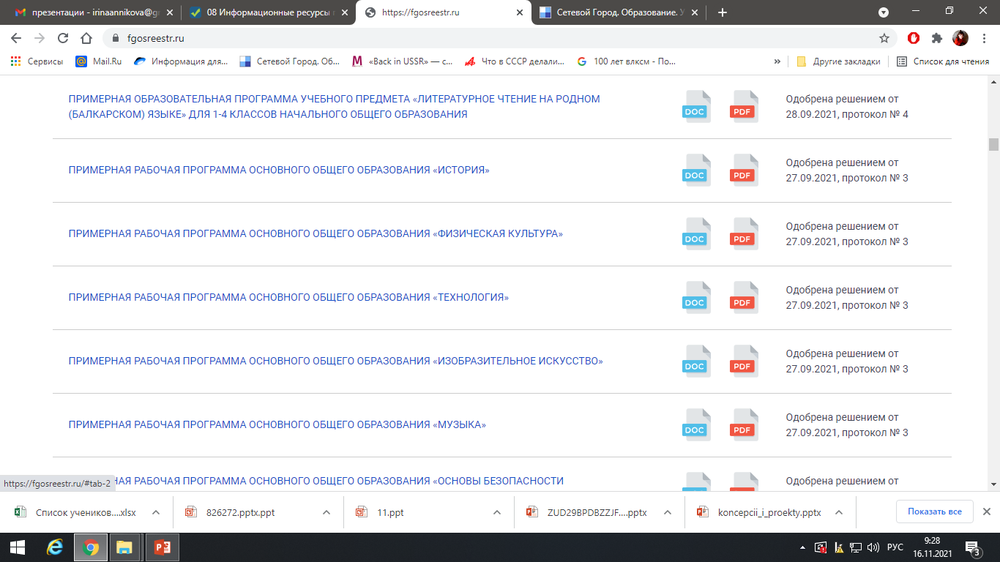 презентации - irinaannikova@gr
08 Информационные ресурсы п
https://fgosreestr.ru
Сетевой Город. Образование. У
fgosreestr.ru
Сервисы
Mail.Ru
Информация для...
Сетевой Город. Об...
«Back in USSR» — с...
Что в СССР делали...
100 лет влксм - По...
»
Другие закладки
Список для чтения
ПРИМЕРНАЯ ОБРАЗОВАТЕЛЬНАЯ ПРОГРАММА УЧЕБНОГО ПРЕДМЕТА «ЛИТЕРАТУРНОЕ ЧТЕНИЕ НА РОДНОМ
(БАЛКАРСКОМ) ЯЗЫКЕ» ДЛЯ 1-4 КЛАССОВ НАЧАЛЬНОГО ОБЩЕГО ОБРАЗОВАНИЯ
DOC
PDF
Одобрена решением от
28.09.2021, протокол № 4
ПРИМЕРНАЯ РАБОЧАЯ ПРОГРАММА ОСНОВНОГО ОБЩЕГО ОБРАЗОВАНИЯ «ИСТОРИЯ»
DOC
PDF
Одобрена решением от
27.09.2021, протокол № 3
ПРИМЕРНАЯ РАБОЧАЯ ПРОГРАММА ОСНОВНОГО ОБЩЕГО ОБРАЗОВАНИЯ «ФИЗИЧЕСКАЯ КУЛЬТУРА»
DOC
PDF
Одобрена решением от
27.09.2021, протокол № 3
ПРИМЕРНАЯ РАБОЧАЯ ПРОГРАММА ОСНОВНОГО ОБЩЕГО ОБРАЗОВАНИЯ «ТЕХНОЛОГИЯ»
DOC
PDF
Одобрена решением от
27.09.2021, протокол № 3
ПРИМЕРНАЯ РАБОЧАЯ ПРОГРАММА ОСНОВНОГО ОБЩЕГО ОБРАЗОВАНИЯ «ИЗОБРАЗИТЕЛЬНОЕ ИСКУССТВО»
DOC
PDF
Одобрена решением от
27.09.2021, протокол № 3
ПРИМЕРНАЯ РАБОЧАЯ ПРОГРАММА ОСНОВНОГО ОБЩЕГО ОБРАЗОВАНИЯ «МУЗЫКА»
DOC
PDF
Одобрена решением от
27.09.2021, протокол № 3
НАЯ РАБОЧАЯ ПРОГРАММА ОСНОВНОГО ОБЩЕГО ОБРАЗОВАНИЯ «ОСНОВЫ БЕЗОПАСНОСТИ
Одобрена решением от
https://fgosreestr.ru/#tab-2
Список учеников....xlsx
826272.pptx.ppt
11.ppt
ZUD29BPDBZZJF....pptx
koncepcii_i_proekty.pptx
Показать все
РУС
9:28
16.11.2021
3